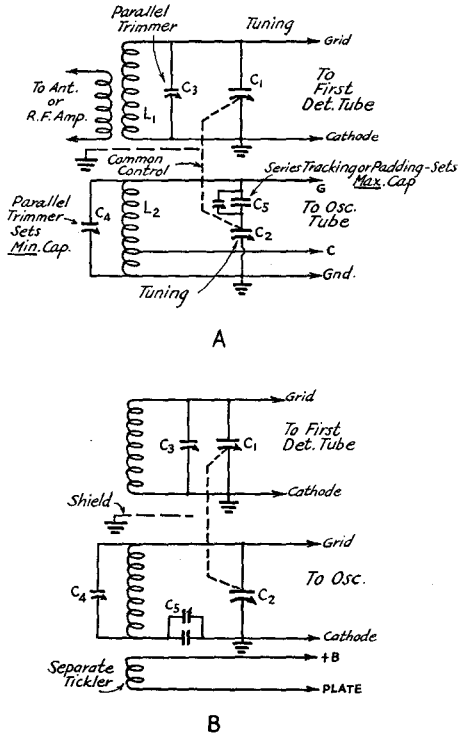 Parallel
Trimmer
Tuning
Grid
To Ant.
or
R.F. Amp.
L1
C3
C1
To
First
Det. Tube
Cathode
Common
Control
Series Tracking or Padding-Sets
Max. Cap
G
Parallel
Trimmer
Sets
Min. Cap.
C4
L2
C5
C2
To Osc.
Tube
C
Tuning
Gnd.
A
Grid
C3
C1
To First
Det. Tube
Cathode
Shield
Grid
C4
C5
C2
To Osc.
Cathode
Separate
Tickler
+B
PLATE
B